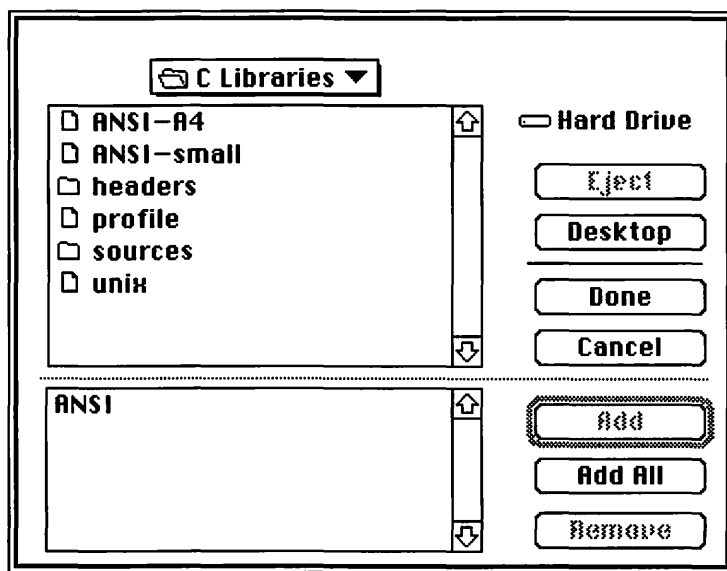 C Libraries
ANSI-A4
ANSI-small
headers
profile
sources
unix
Hard Drive
Eject
Desktop
Done
Cancel
ANSI
Add
Add All
Remove